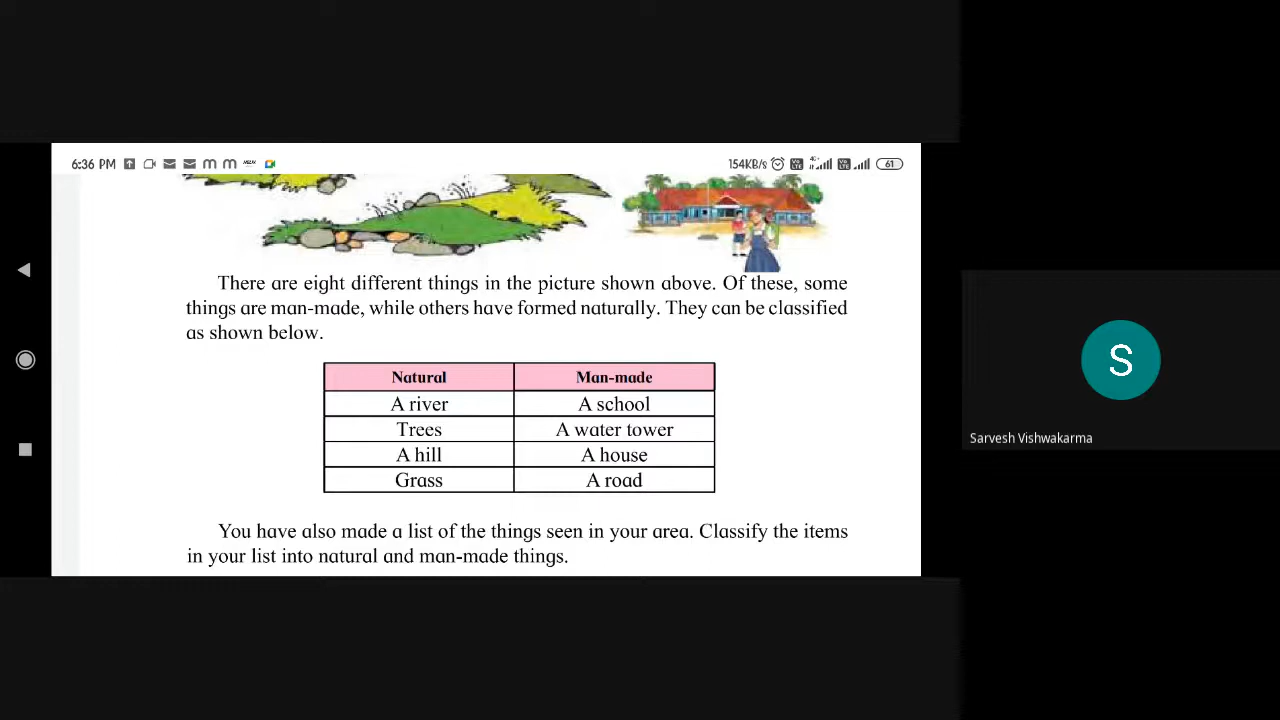 6:36 PM
154KB/s
4G+
61
There are eight different things in the picture shown above. Of these, some
things are man-made, while others have formed naturally. They can be classified
as shown below.
Natural Man-made
A river A school
Trees A water tower
A hill A house
Grass A road
You have also made a list of the things seen in your area. Classify the items
in your list into natural and man-made things.
S
Sarvesh Vishwakarma